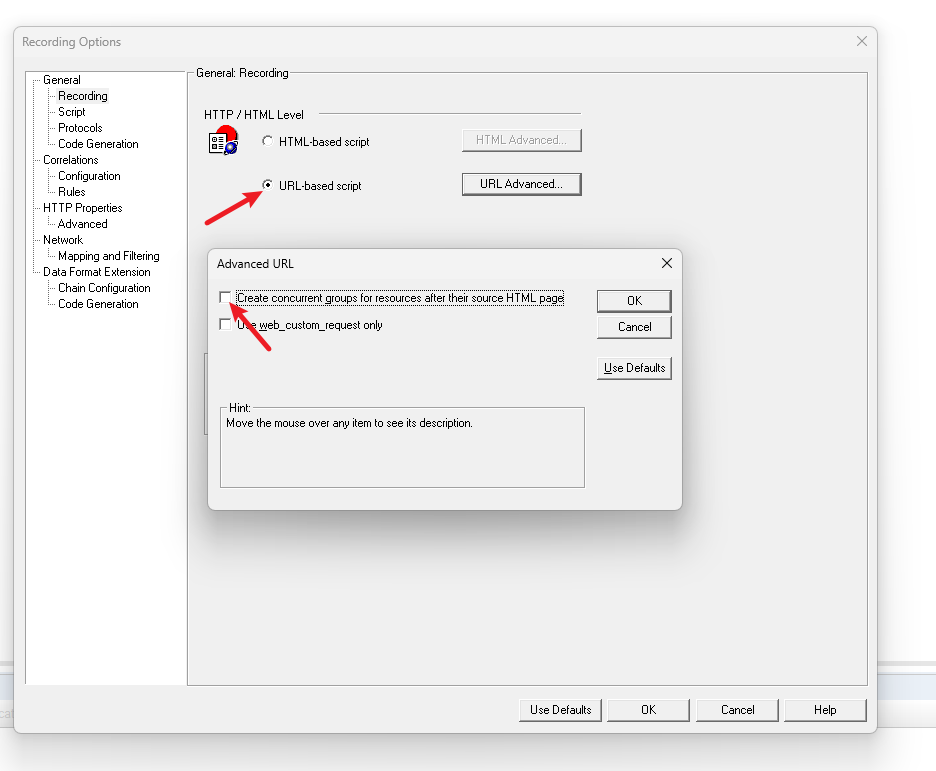 Recording Options
General
Recording
Script
Protocols
Code Generation
Correlations
Configuration
Rules
HTTP Properties
Advanced
Network
Mapping and Filtering
Data Format Extension
Chain Configuration
Code Generation
General: Recording
HTTP / HTML Level
HTML-based script
HTML Advanced...
URL-based script
URL Advanced...
Advanced URL
Create concurrent groups for resources after their source HTML page
OK
Use web_custom_request only
Cancel
Use Defaults
Hint:
Move the mouse over any item to see its description.
Use Defaults
OK
Cancel
Help